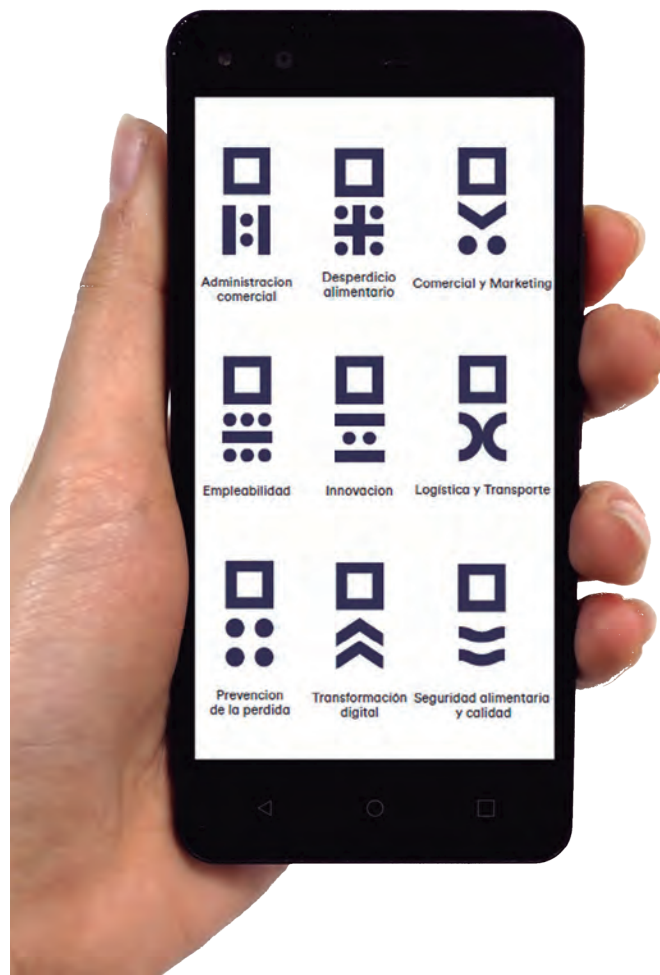 Administracion
comercial
Desperdicio
alimentario
Comercial y Marketing
Empleabilidad
Innovacion
Logística y Transporte
Prevencion
de la perdida
Transformación
digital
Seguridad alimentaria
y calidad